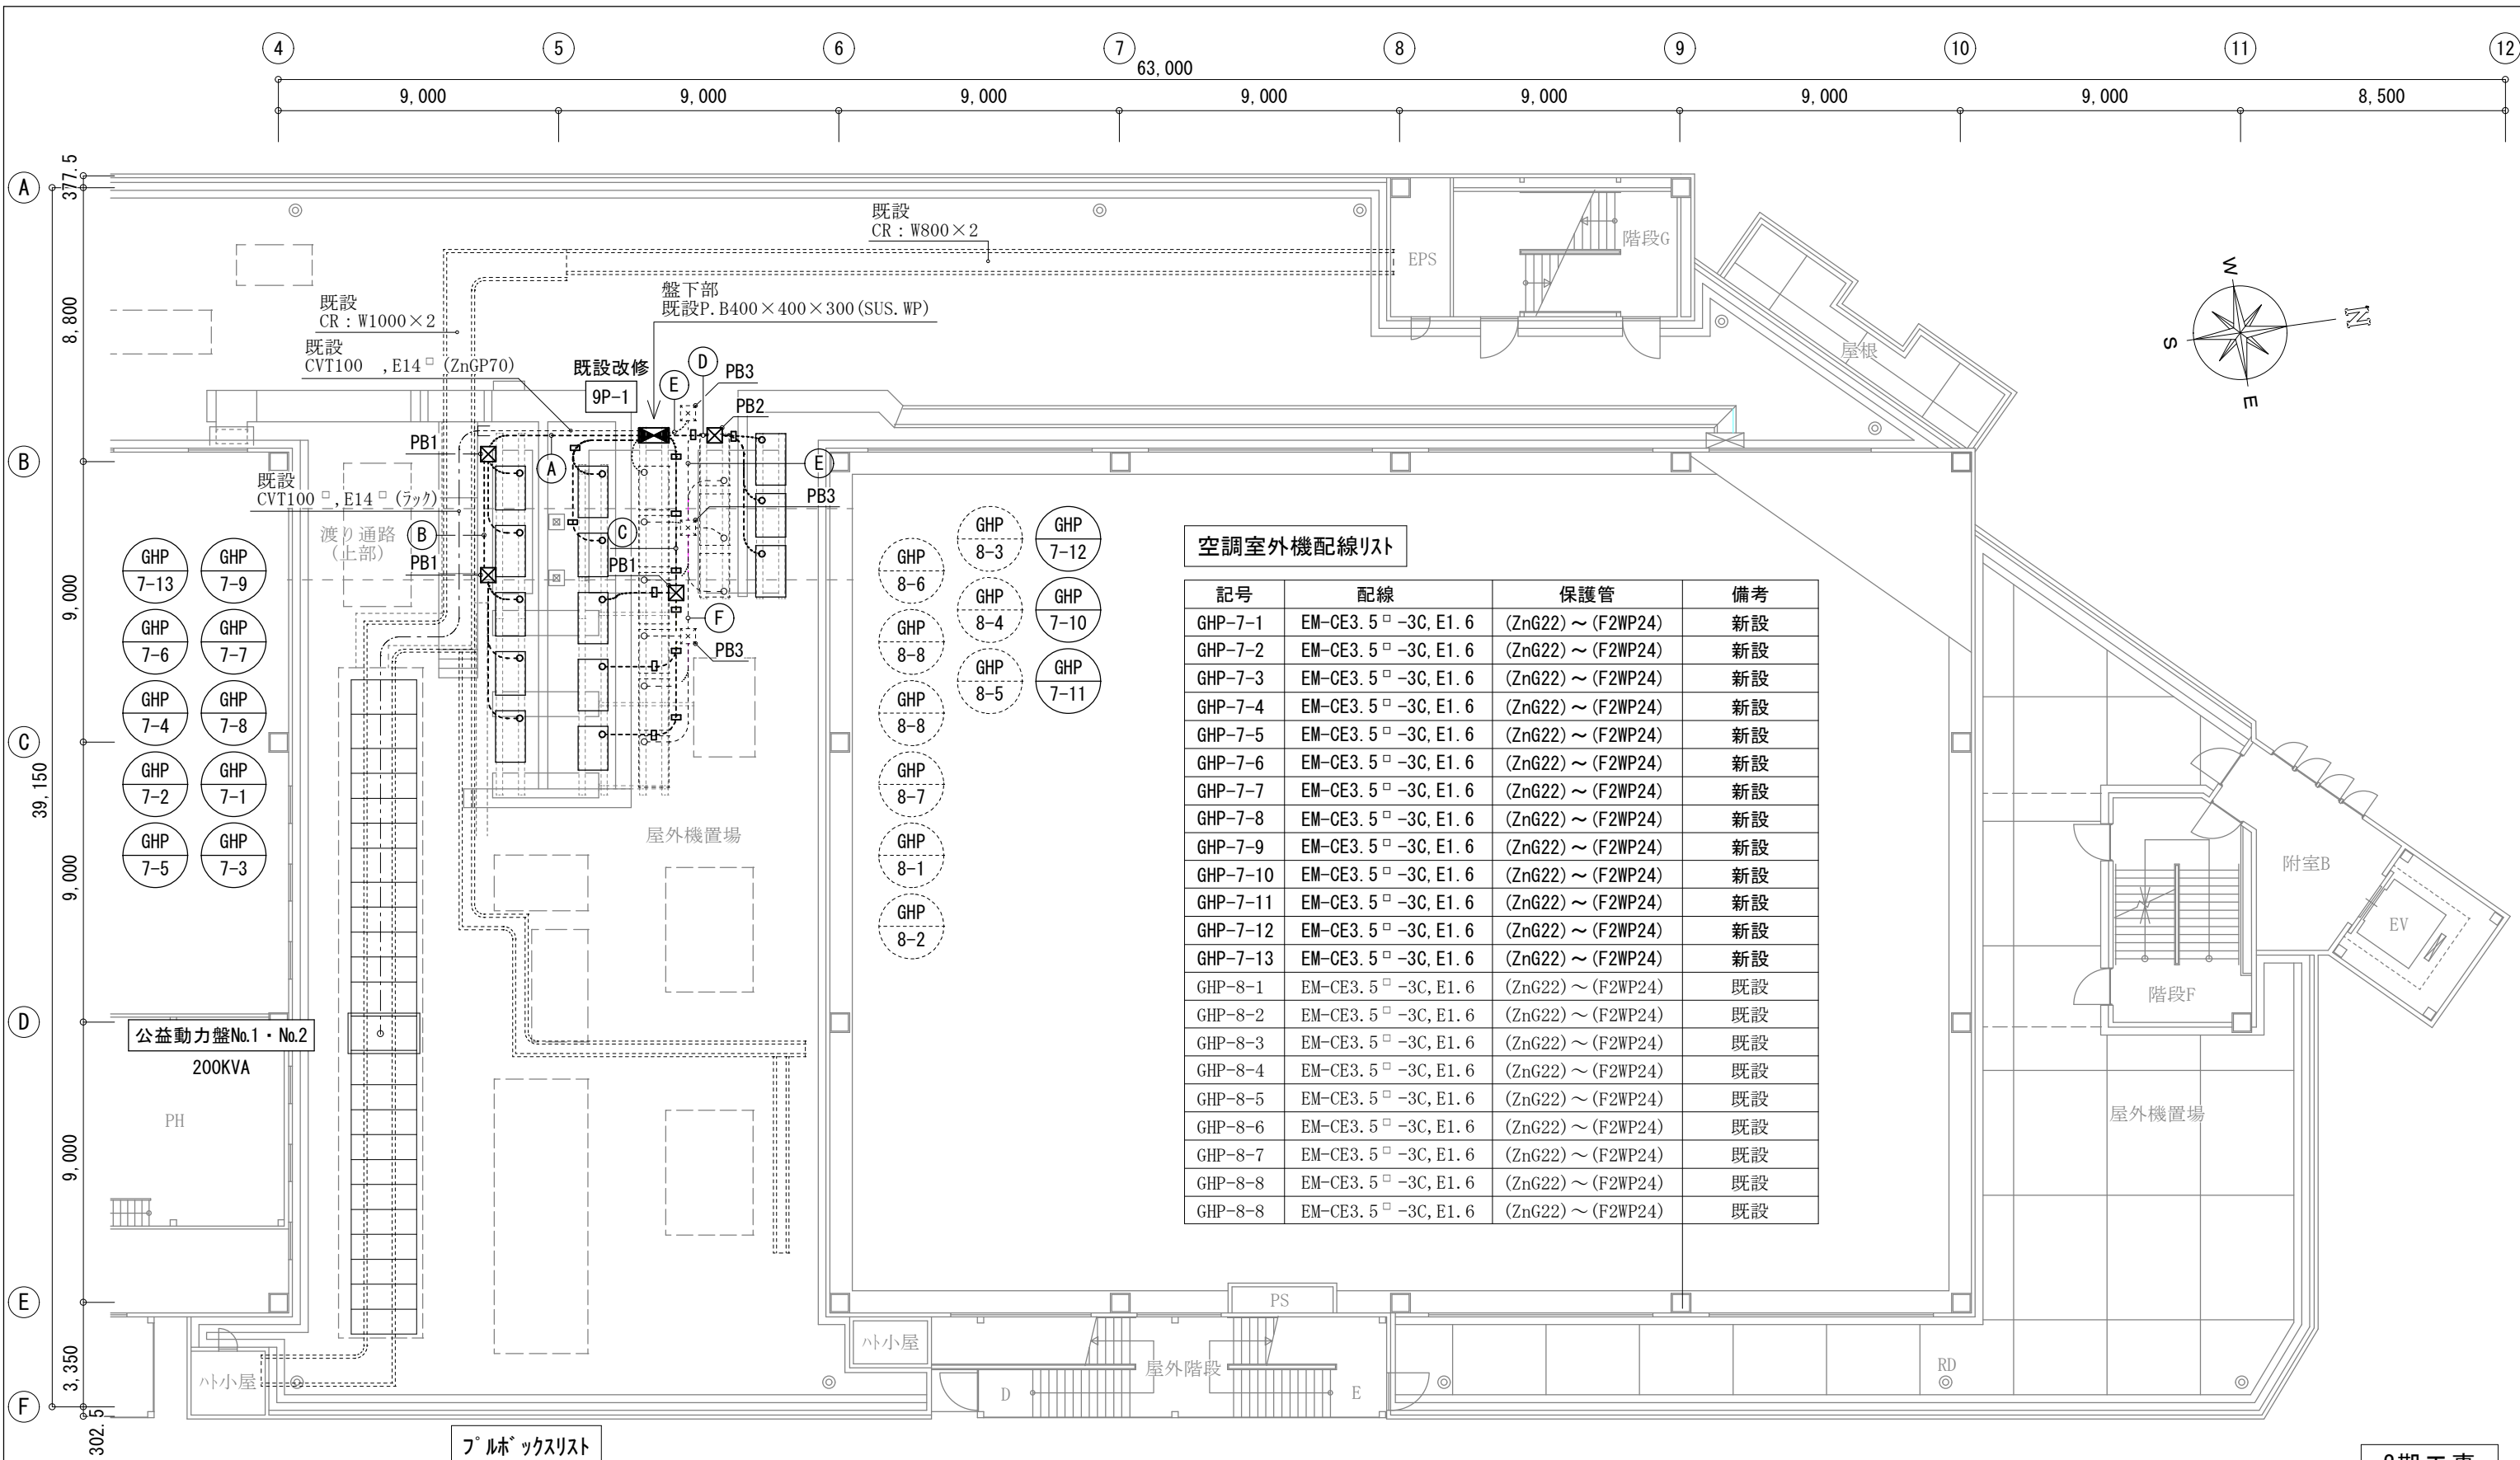 4 5 6 7 8 9 10 11 12
63,000
9,000 9,000 9,000 9,000 9,000 9,000 9,000 8,500
A
377.5
8,800
B
9,000
C
39,150
9,000
D
9,000
E
3,350
F
302.5
既設
CR：W800×2
EPS
階段G
屋根
W
N
S
E
盤下部
既設P.B400×400×300(SUS.WP)
既設
CR：W1000×2
既設
CVT100 ,E14□ (ZnGP70)
既設改修
9P-1
E
D
PB3
PB2
PB1
A
E
PB3
既設
CVT100□,E14□(ﾗｯｸ)
渡り通路
(上部)
B
PB1
C
PB1
F
PB3
屋外機置場
GHP
7-13
GHP
7-9
GHP
7-6
GHP
7-7
GHP
7-4
GHP
7-8
GHP
7-2
GHP
7-1
GHP
7-5
GHP
7-3
GHP
8-6
GHP
8-8
GHP
8-8
GHP
8-7
GHP
8-1
GHP
8-2
GHP
8-3
GHP
8-4
GHP
8-5
GHP
7-12
GHP
7-10
GHP
7-11
空調室外機配線ﾘｽﾄ
記号 配線 保護管 備考
GHP-7-1 EM-CE3.5□-3C,E1.6 (ZnG22)～(F2WP24) 新設
GHP-7-2 EM-CE3.5□-3C,E1.6 (ZnG22)～(F2WP24) 新設
GHP-7-3 EM-CE3.5□-3C,E1.6 (ZnG22)～(F2WP24) 新設
GHP-7-4 EM-CE3.5□-3C,E1.6 (ZnG22)～(F2WP24) 新設
GHP-7-5 EM-CE3.5□-3C,E1.6 (ZnG22)～(F2WP24) 新設
GHP-7-6 EM-CE3.5□-3C,E1.6 (ZnG22)～(F2WP24) 新設
GHP-7-7 EM-CE3.5□-3C,E1.6 (ZnG22)～(F2WP24) 新設
GHP-7-8 EM-CE3.5□-3C,E1.6 (ZnG22)～(F2WP24) 新設
GHP-7-9 EM-CE3.5□-3C,E1.6 (ZnG22)～(F2WP24) 新設
GHP-7-10 EM-CE3.5□-3C,E1.6 (ZnG22)～(F2WP24) 新設
GHP-7-11 EM-CE3.5□-3C,E1.6 (ZnG22)～(F2WP24) 新設
GHP-7-12 EM-CE3.5□-3C,E1.6 (ZnG22)～(F2WP24) 新設
GHP-7-13 EM-CE3.5□-3C,E1.6 (ZnG22)～(F2WP24) 新設
GHP-8-1 EM-CE3.5□-3C,E1.6 (ZnG22)～(F2WP24) 既設
GHP-8-2 EM-CE3.5□-3C,E1.6 (ZnG22)～(F2WP24) 既設
GHP-8-3 EM-CE3.5□-3C,E1.6 (ZnG22)～(F2WP24) 既設
GHP-8-4 EM-CE3.5□-3C,E1.6 (ZnG22)～(F2WP24) 既設
GHP-8-5 EM-CE3.5□-3C,E1.6 (ZnG22)～(F2WP24) 既設
GHP-8-6 EM-CE3.5□-3C,E1.6 (ZnG22)～(F2WP24) 既設
GHP-8-7 EM-CE3.5□-3C,E1.6 (ZnG22)～(F2WP24) 既設
GHP-8-8 EM-CE3.5□-3C,E1.6 (ZnG22)～(F2WP24) 既設
GHP-8-8 EM-CE3.5□-3C,E1.6 (ZnG22)～(F2WP24) 既設
附室B
EV
階段F
屋外機置場
公益動力盤No.1・No.2
200KVA
PH
PS
ﾊﾄ小屋
ﾊﾄ小屋
屋外階段
D
E
RD
ﾌﾟﾙﾎﾞｯｸｽﾘｽﾄ